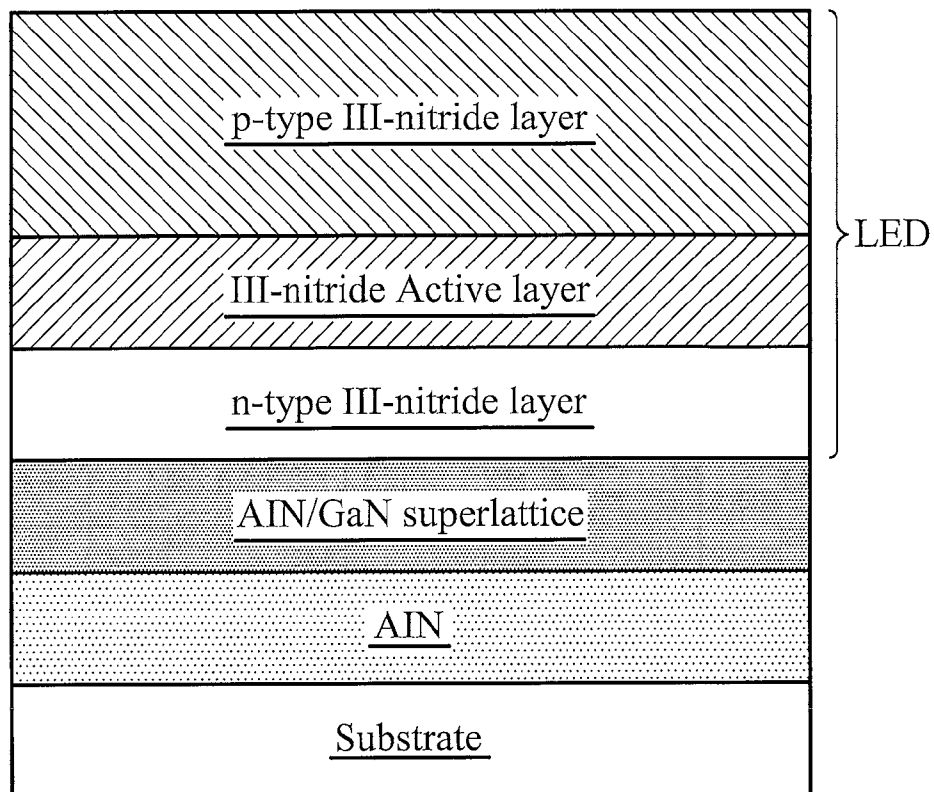 p-type III-nitride layer
LED
III-nitride Active layer
n-type III-nitride layer
AlN/GaN superlattice
AlN
Substrate